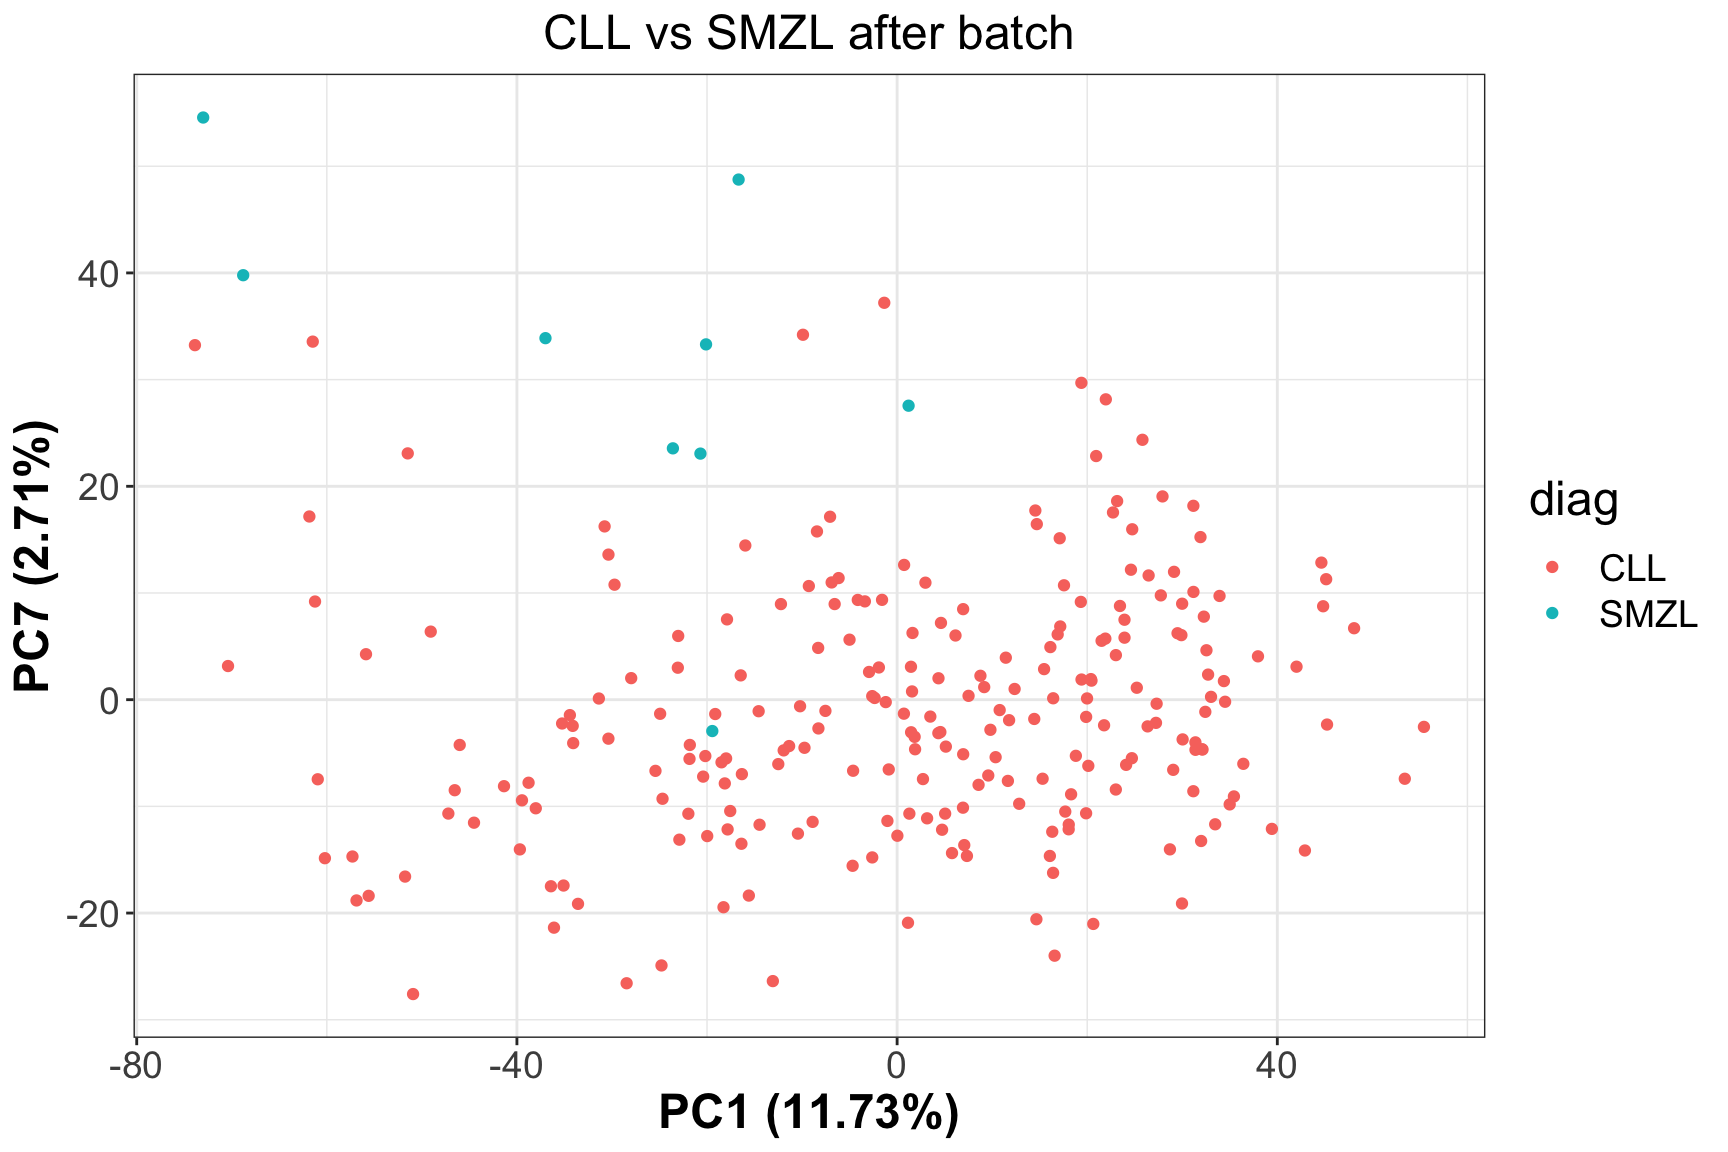 CLL vs SMZL after batch
40
20
0
-20
PC7 (2.71%)
-80
-40
0
40
PC1 (11.73%)
diag
CLL
SMZL